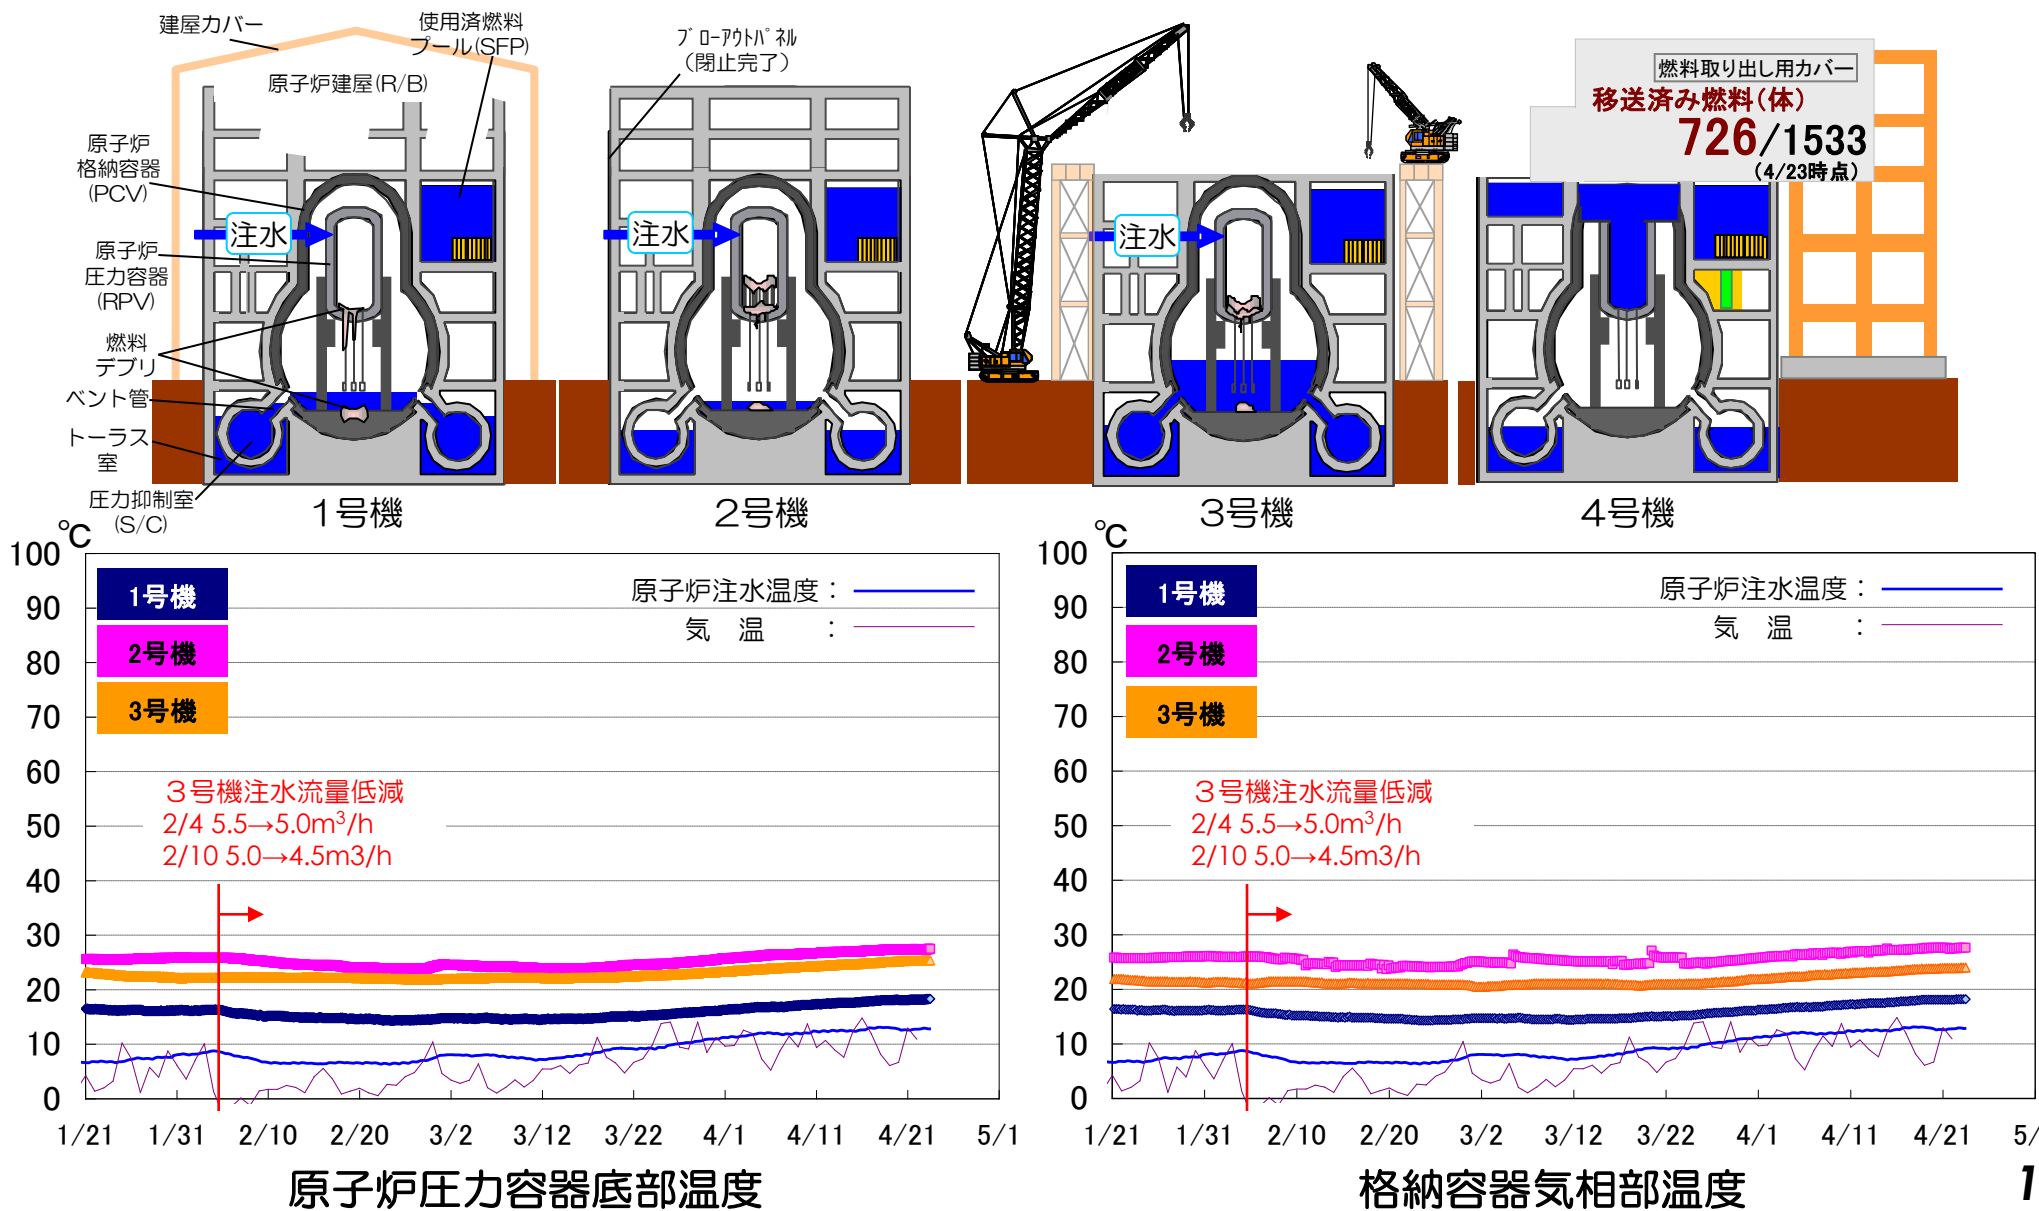 建屋カバー
使用済燃料
プール(SFP)
原子炉建屋(R/B)
原子炉
格納容器
(PCV)
注水
原子炉
圧力容器
(RPV)
燃料
デブリ
ベント管
トーラス
室
圧力抑制室
(S/C)
1号機
ブローアウトパネル
(閉止完了)
注水
2号機
注水
3号機
燃料取り出し用カバー
移送済み燃料(体)
726/1533
(4/23時点)
4号機
℃
100
90
80
70
60
50
40
30
20
10
0
1号機
2号機
3号機
原子炉注水温度：
気 温 ：
3号機注水流量低減
2/4 5.5→5.0m³/h
2/10 5.0→4.5m3/h
1/21 1/31 2/10 2/20 3/2 3/12 3/22 4/1 4/11 4/21 5/1
原子炉圧力容器底部温度
℃
100
90
80
70
60
50
40
30
20
10
0
1号機
2号機
3号機
原子炉注水温度：
気 温 ：
3号機注水流量低減
2/4 5.5→5.0m³/h
2/10 5.0→4.5m3/h
1/21 1/31 2/10 2/20 3/2 3/12 3/22 4/1 4/11 4/21 5/
格納容器気相部温度
1